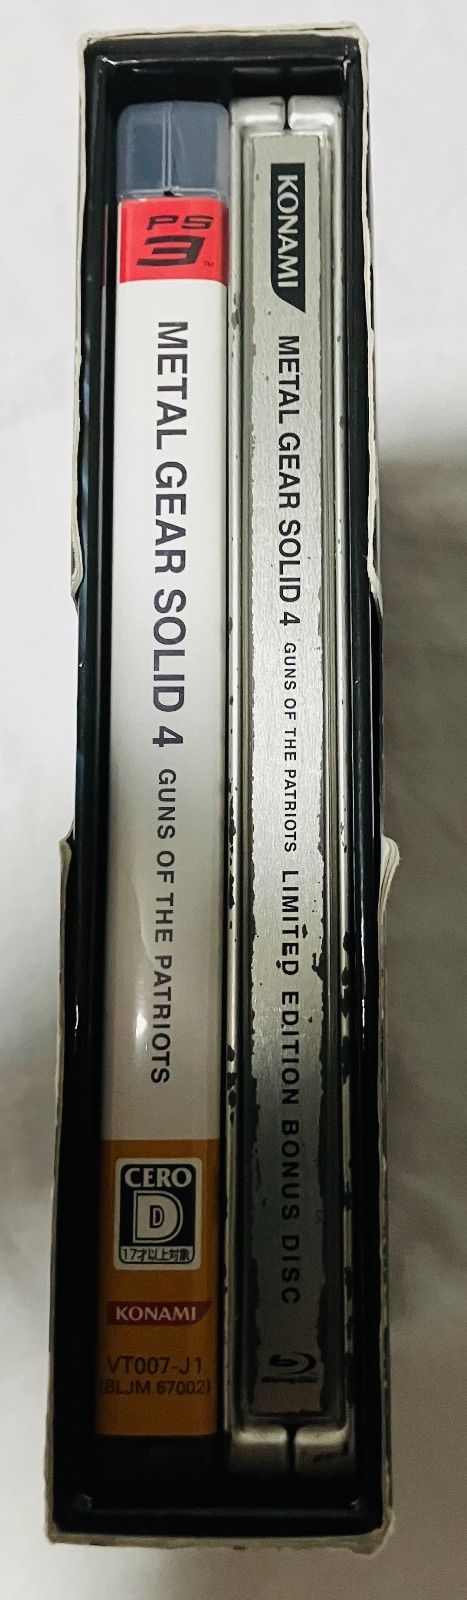 PS3
METAL GEAR SOLID 4 GUNS OF THE PATRIOTS
CERO
D
17才以上対象
KONAMI
VT007-J1
(BLJM 67002)
KONAMI
METAL GEAR SOLID 4 GUNS OF THE PATRIOTS LIMITED EDITION BONUS DISC